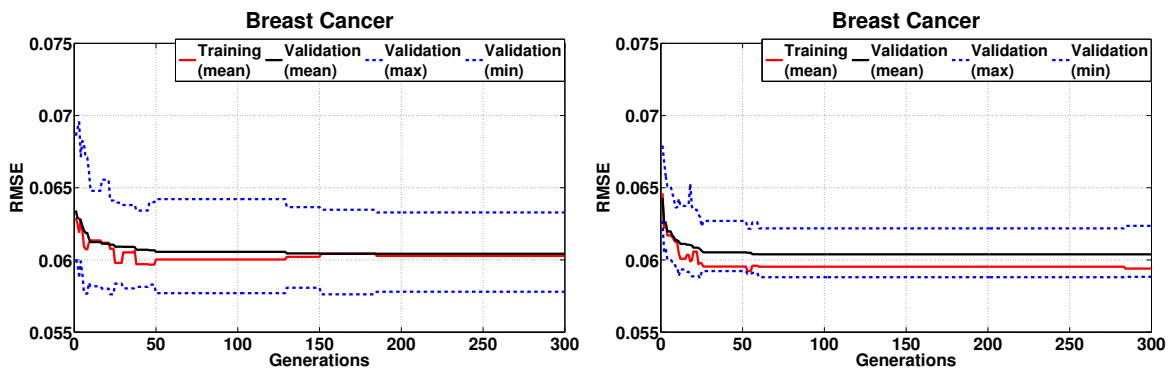 Breast Cancer
0.075
0.07
0.065
0.06
0.055
RMSE
Training (mean)
Validation (mean)
Validation (max)
Validation (min)
0 50 100 150 200 250 300
Generations
Breast Cancer
0.075
0.07
0.065
0.06
0.055
RMSE
Training (mean)
Validation (mean)
Validation (max)
Validation (min)
0 50 100 150 200 250 300
Generations